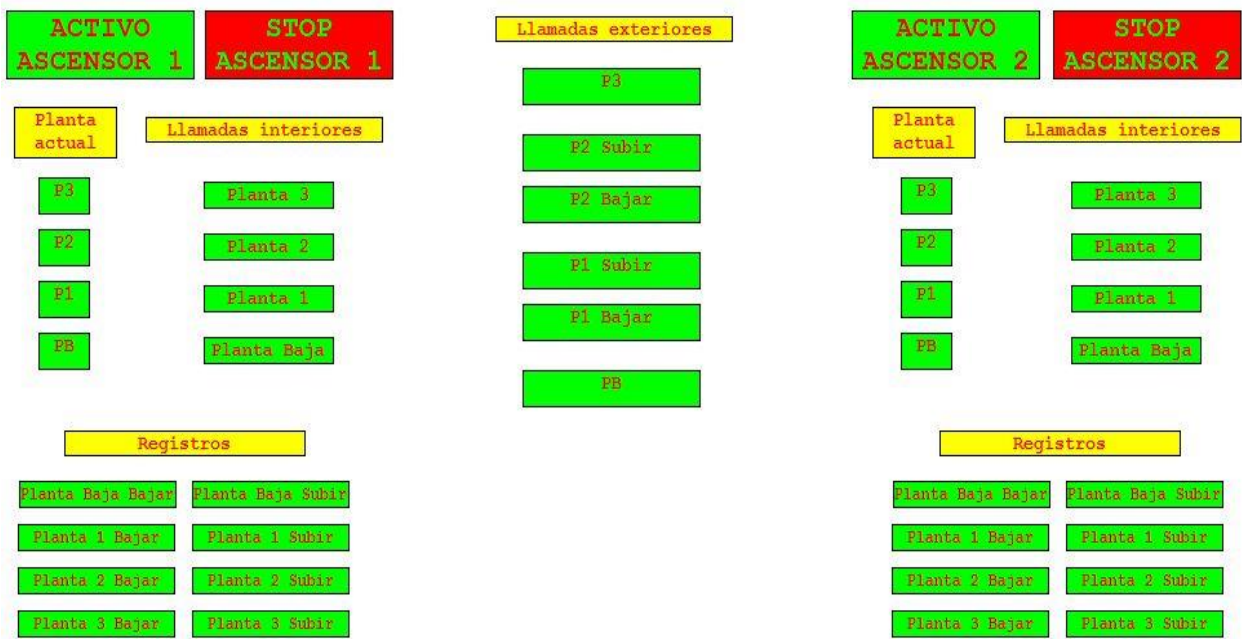 ACTIVO
ASCENSOR 1
STOP
ASCENSOR 1
Planta
actual
Llamadas interiores
P3
Planta 3
P2
Planta 2
P1
Planta 1
PB
Planta Baja
Registros
Planta Baja Bajar
Planta Baja Subir
Planta 1 Bajar
Planta 1 Subir
Planta 2 Bajar
Planta 2 Subir
Planta 3 Bajar
Planta 3 Subir
Llamadas exteriores
P3
P2 Subir
P2 Bajar
P1 Subir
P1 Bajar
PB
ACTIVO
ASCENSOR 2
STOP
ASCENSOR 2
Planta
actual
Llamadas interiores
P3
Planta 3
P2
Planta 2
P1
Planta 1
PB
Planta Baja
Registros
Planta Baja Bajar
Planta Baja Subir
Planta 1 Bajar
Planta 1 Subir
Planta 2 Bajar
Planta 2 Subir
Planta 3 Bajar
Planta 3 Subir